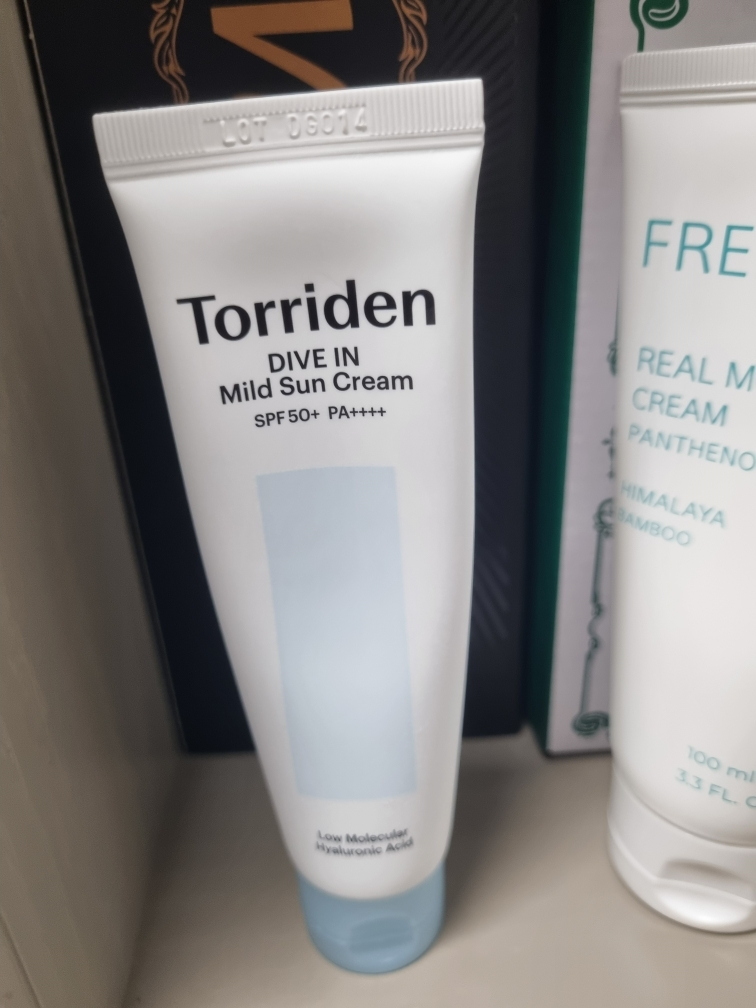 LOT DG014
Torriden
DIVE IN
Mild Sun Cream
SPF50+ PA++++
Low Molecular
Hyaluronic Acid
FRE
REAL M
CREAM
PANTHENO
HIMALAYA
BAMBOO
100 ml
3.3 FL. O